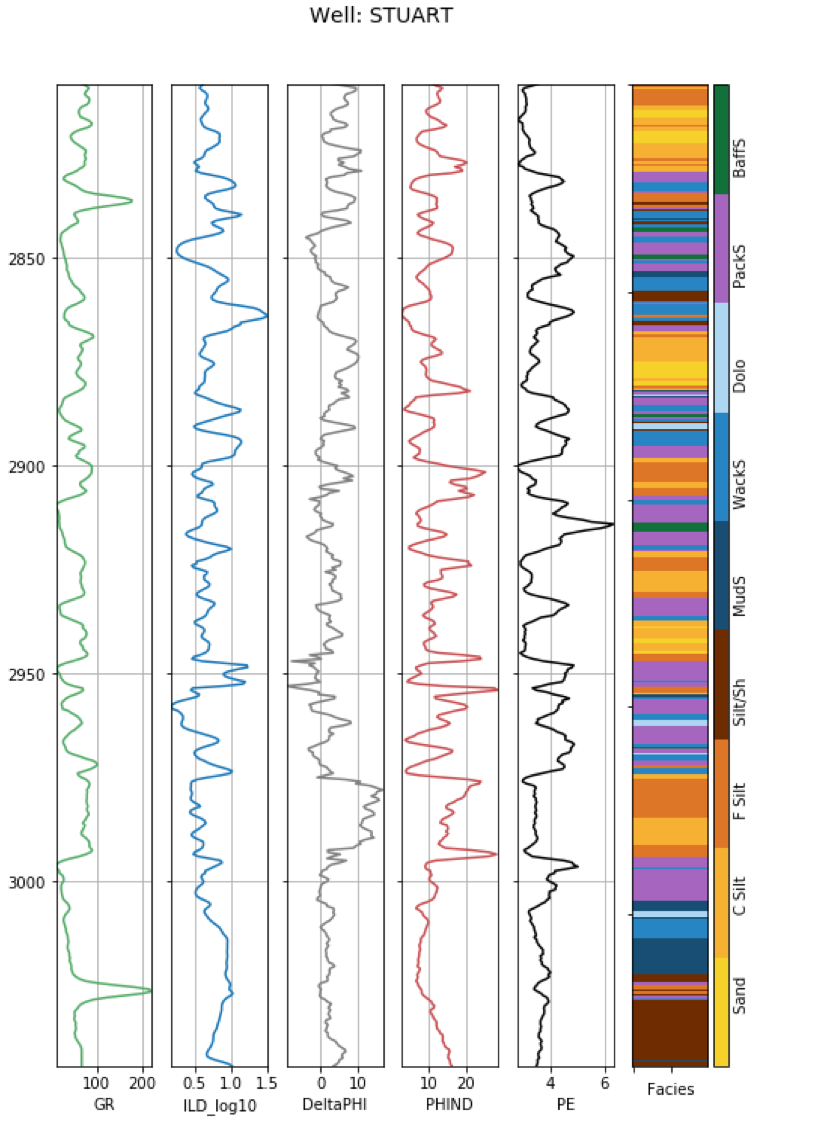 Well: STUART
2850
2900
2950
3000
100 200
GR
0.5 1.0 1.5
ILD_log10
0 10
DeltaPHI
10 20
PHIND
4 6
PE
Facies
BaffS
PackS
Dolo
WackS
MudS
Silt/Sh
F Silt
C Silt
Sand